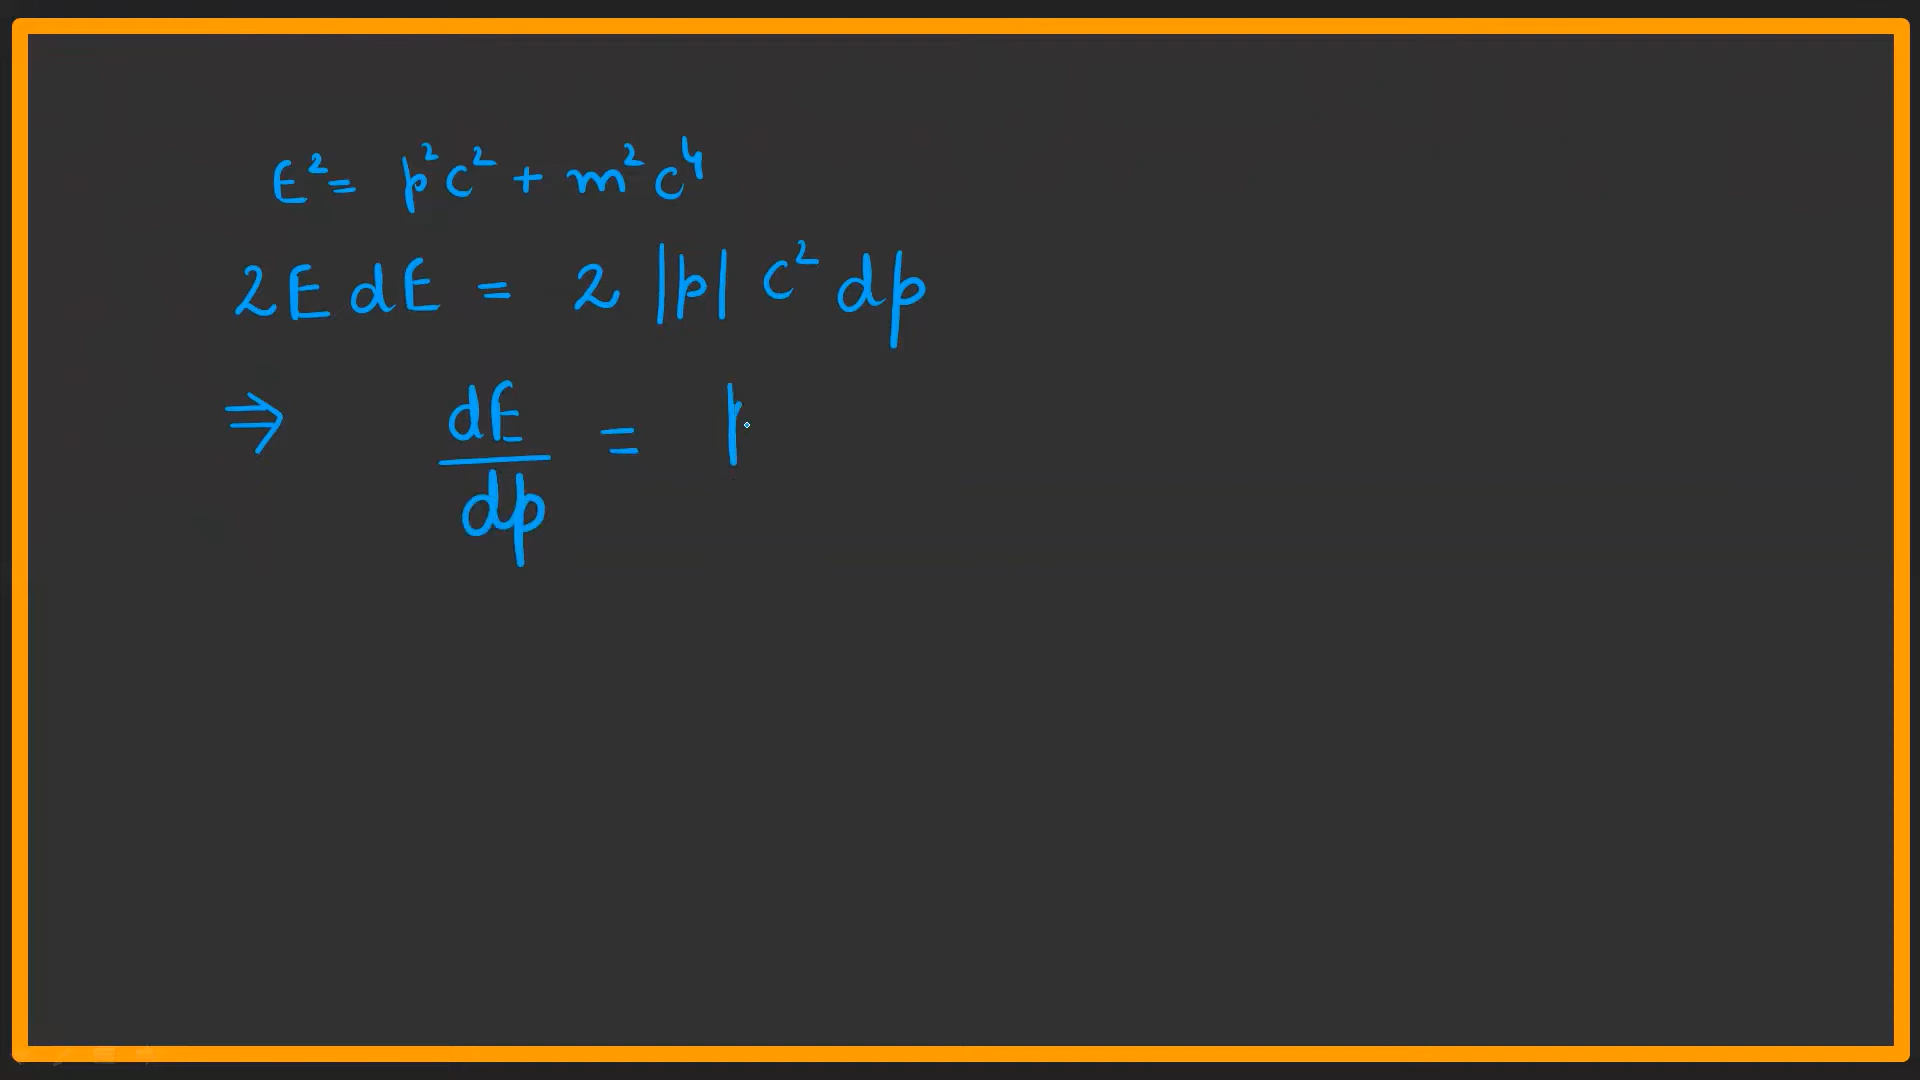 E² = p²c² + m²c⁴
2E dE = 2 |p| c² dp
⇒ dE/dp =